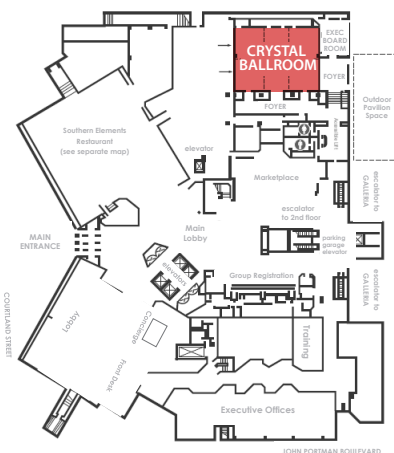 CRYSTAL
BALLROOM
EXEC
BOARD
ROOM
FOYER
FOYER
Outdoor
Pavilion
Space
Southern Elements
Restaurant
(see separate map)
elevator
Marketplace
escalator to
GALLERIA
escalator
to 2nd floor
MAIN
ENTRANCE
Main
Lobby
parking
garage
elevator
elevators
Group Registration
escalator to
GALLERIA
COURTLAND STREET
Lobby
Concierge
Front Desk
Training
Executive Offices
JOHN PORTMAN BOULEVARD